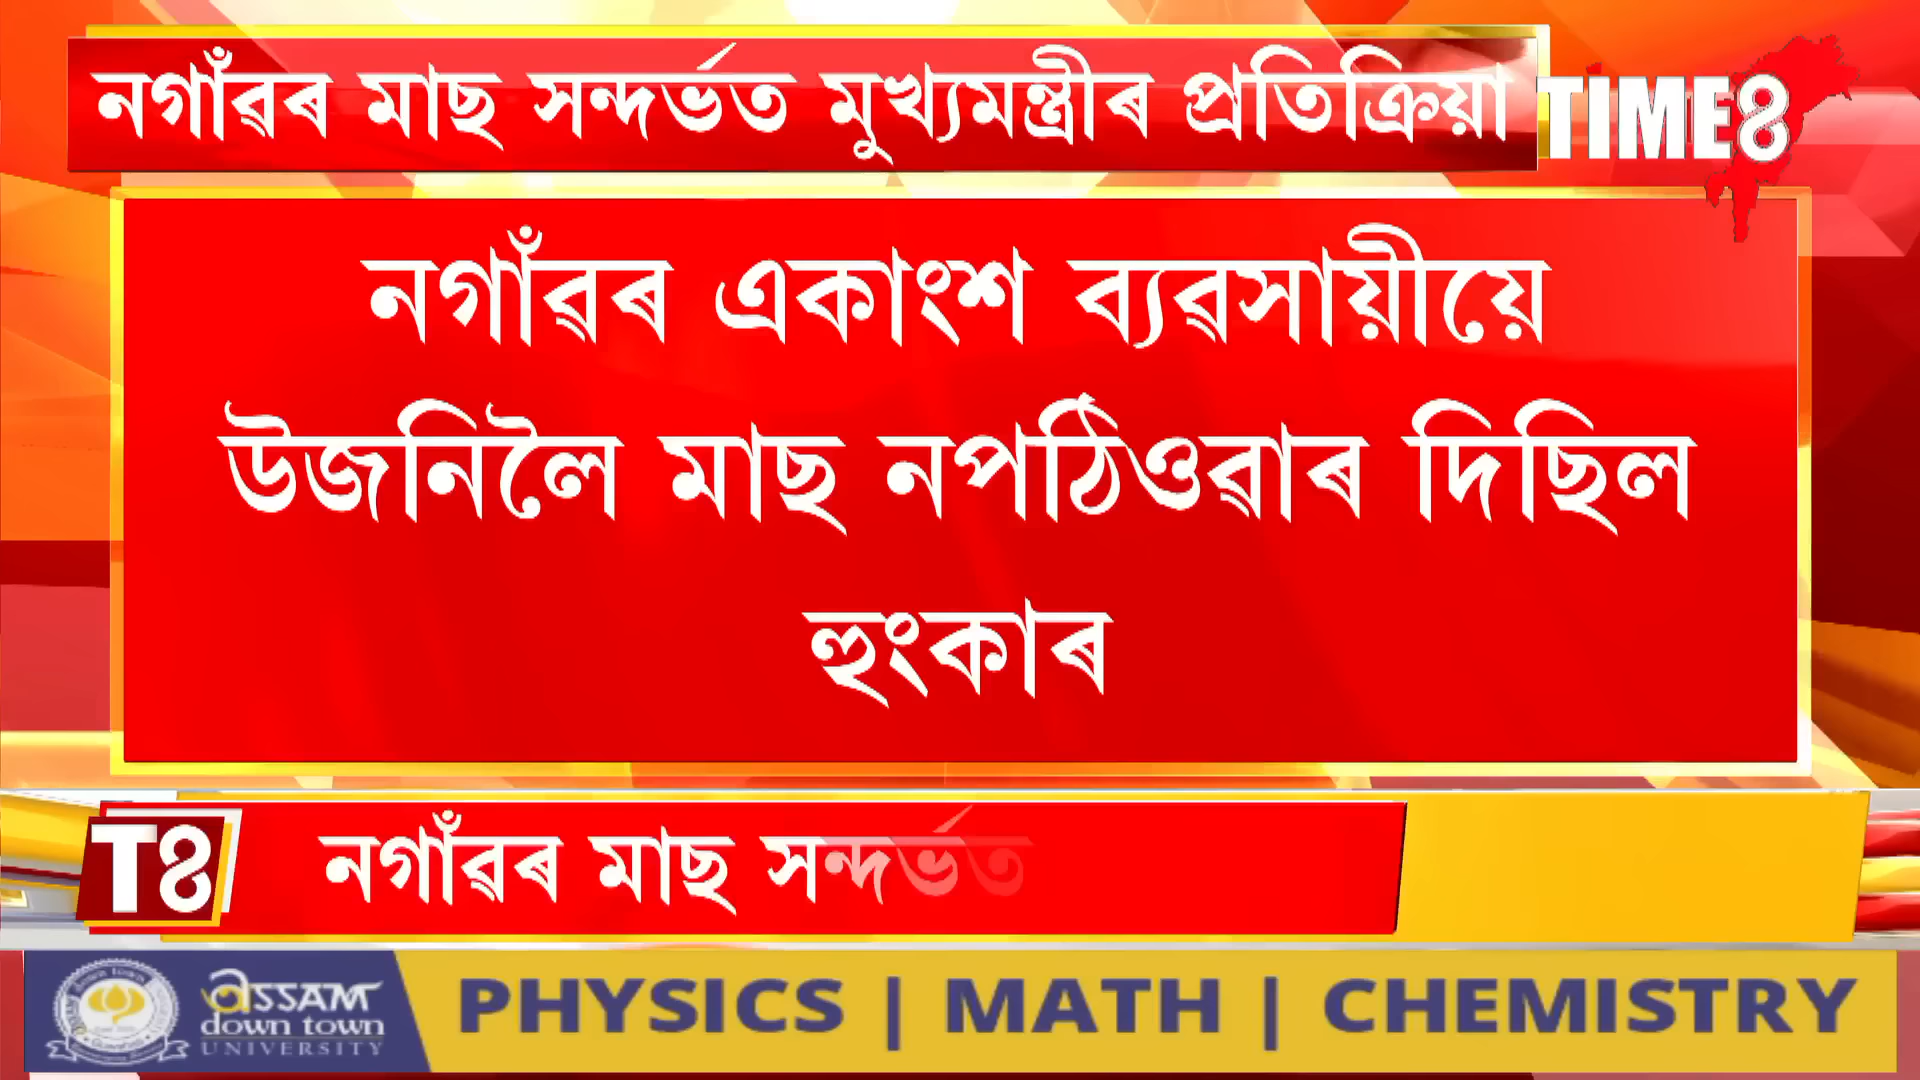 নগাঁৱৰ মাছ সন্দৰ্ভত মুখ্যমন্ত্ৰীৰ প্ৰতিক্ৰিয়া
TIME8
নগাঁৱৰ একাংশ ব্যৱসায়ীয়ে
উজনিলৈ মাছ নপঠিওৱাৰ দিছিল
হুংকাৰ
T8
নগাঁৱৰ মাছ সন্দৰ্ভত
ASSAM
down town
UNIVERSITY
PHYSICS | MATH | CHEMISTRY